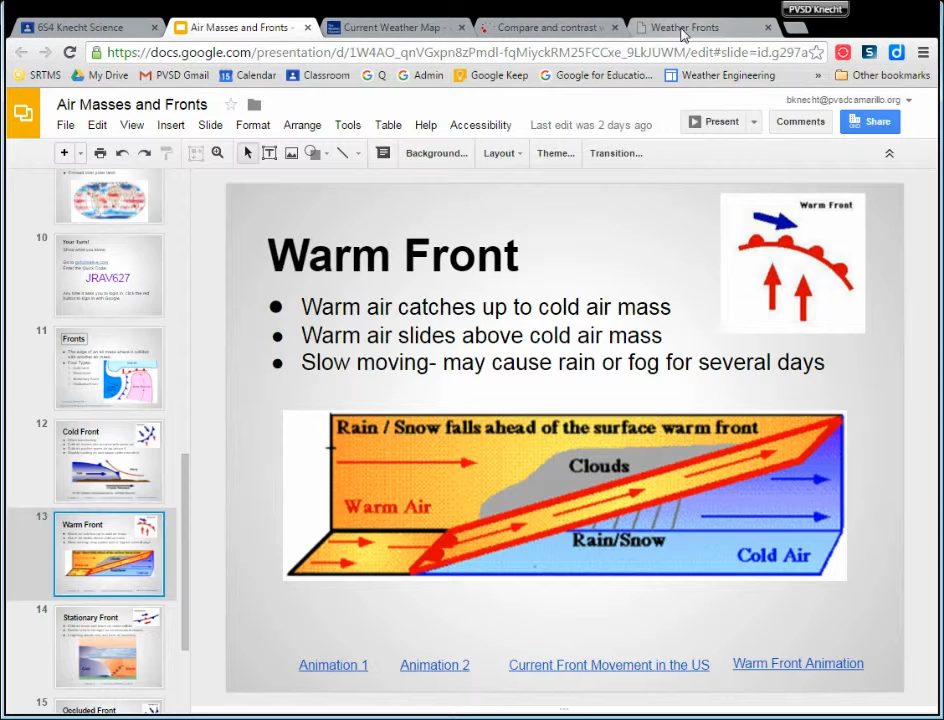 PVSD Knecht
6S4 Knecht Science
Air Masses and Fronts -
Current Weather Map -
Compare and contrast
Weather Fronts
https://docs.google.com/presentation/d/1W4AO_qnVGxpn8zPmdl-fqMiyckRM25FCCxe_9LkJUWM/edit#slide=id.g297a
SRTMS
My Drive
PVSD Gmail
Calendar
Classroom
Q
Admin
Google Keep
Google for Education...
Weather Engineering
»
Other bookmarks
Air Masses and Fronts
bknecht@pvsdcamarillo.org
File Edit View Insert Slide Format Arrange Tools Table Help Accessibility
Last edit was 2 days ago
Present
Comments
Share
Background...
Layout
Theme...
Transition...
10
Your Turn!
JRAV627
11
Fronts
12
Cold Front
13
Warm Front
14
Stationary Front
15
Occluded Front
Warm Front
Warm Front
● Warm air catches up to cold air mass
● Warm air slides above cold air mass
● Slow moving- may cause rain or fog for several days
Rain / Snow falls ahead of the surface warm front
Clouds
Warm Air
Rain/Snow
Cold Air
Animation 1
Animation 2
Current Front Movement in the US
Warm Front Animation